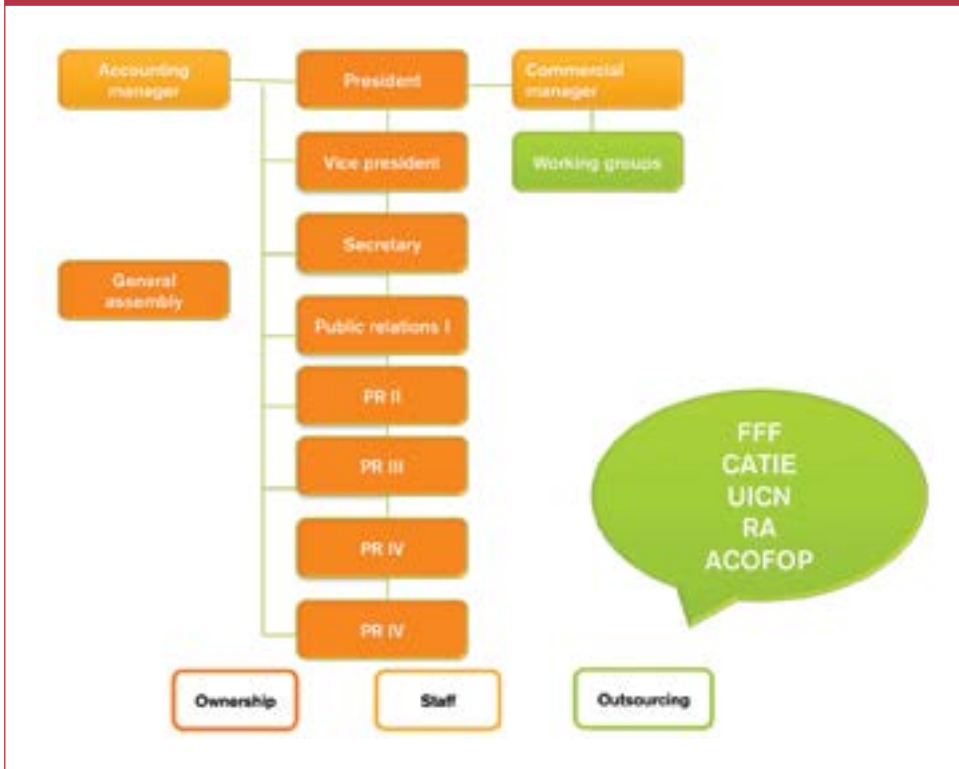 Accounting
manager
President
Commercial
manager
Vice president
Working groups
Secretary
General
assembly
Public relations I
PR II
PR III
PR IV
PR IV
FFF
CATIE
UICN
RA
ACOFOP
Ownership
Staff
Outsourcing